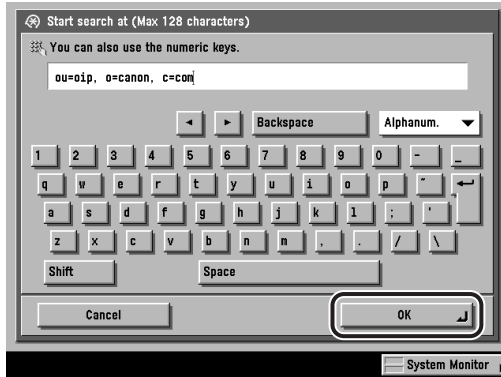 Start search at (Max 128 characters)
You can also use the numeric keys.
ou=oip, o=canon, c=com
Backspace Alphanum.
1 2 3 4 5 6 7 8 9 0 - _
q w e r t y u i o p ~
a s d f g h j k l ; '
z x c v b n m , . / \
Shift Space
Cancel OK
System Monitor